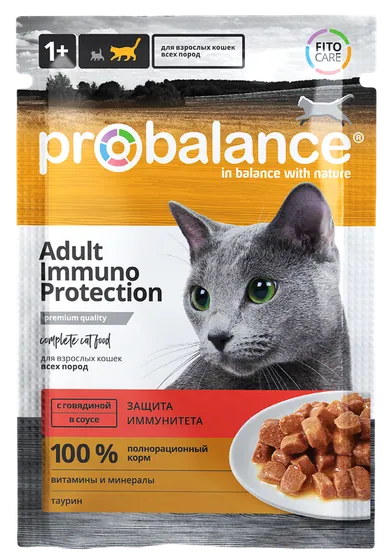 1+
для взрослых кошек
всех пород
FITO
CARE
probalance®
in balance with nature
Adult
Immuno
Protection
premium quality
complete cat food
для взрослых кошек
всех пород
с говядиной
в соусе
ЗАЩИТА
ИММУНИТЕТА
100 %
полнорационный
корм
витамины и минералы
таурин